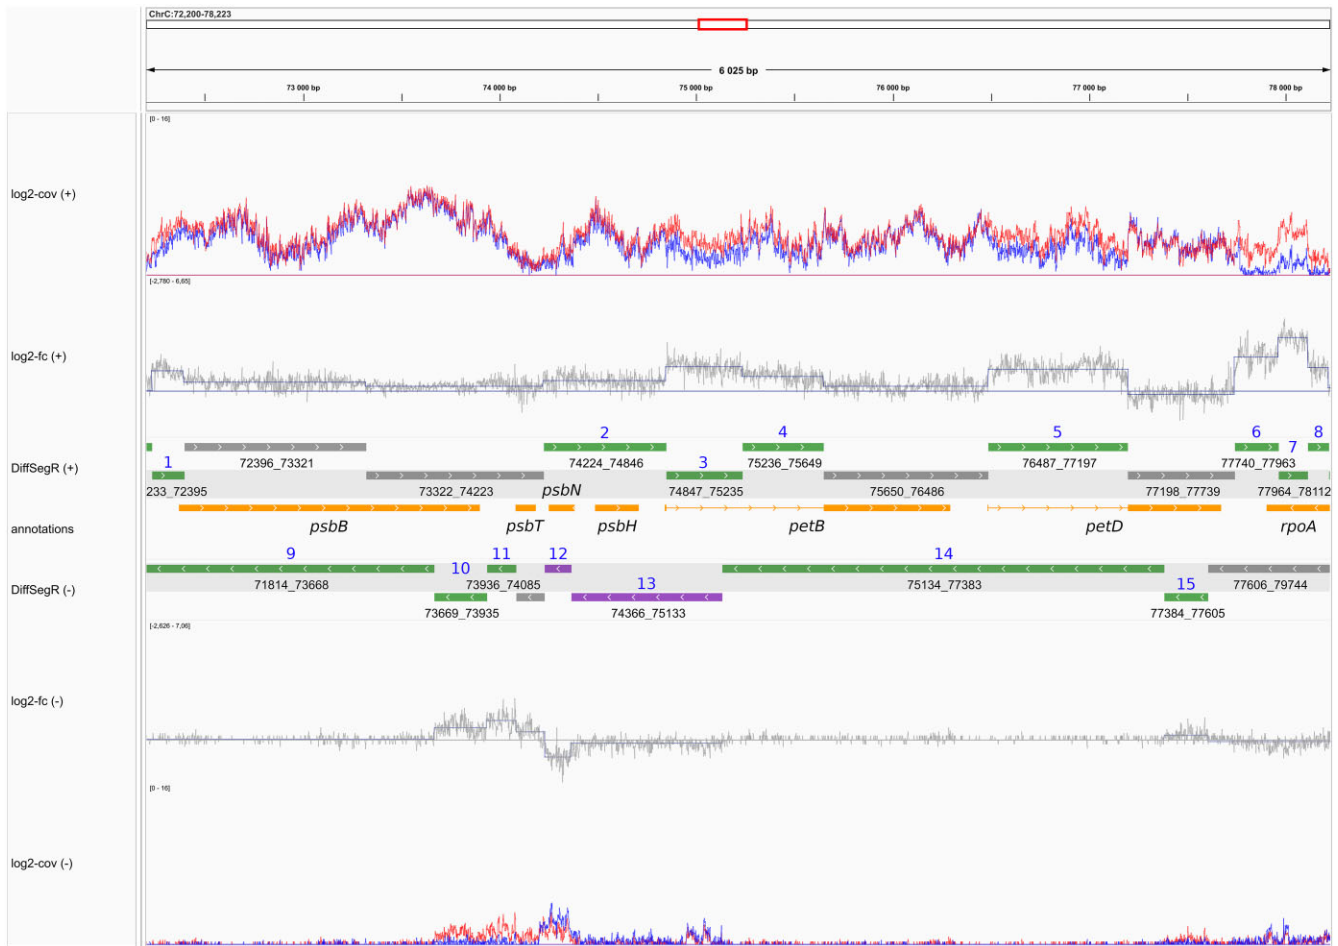 ChrC:72,200-78,223
6 025 bp
73 000 bp 74 000 bp 75 000 bp 76 000 bp 77 000 bp 78 000 bp
[0 - 16]
log2-cov (+)
[-2,780 - 6,65]
log2-fc (+)
2 4 5 6 8
DiffSegR (+)
72396_73321 74224_74846 75236_75649 76487_77197 77740_77963
1 3 7
233_72395 73322_74223 74847_75235 75650_76486 77198_77739 77964_78112
psbN
annotations
psbB psbT psbH petB petD rpoA
9 11 12 14
DiffSegR (-)
71814_73668 73936_74085 75134_77383 77606_79744
10 13 15
73669_73935 74366_75133 77384_77605
[-2,626 - 7,06]
log2-fc (-)
[0 - 16]
log2-cov (-)